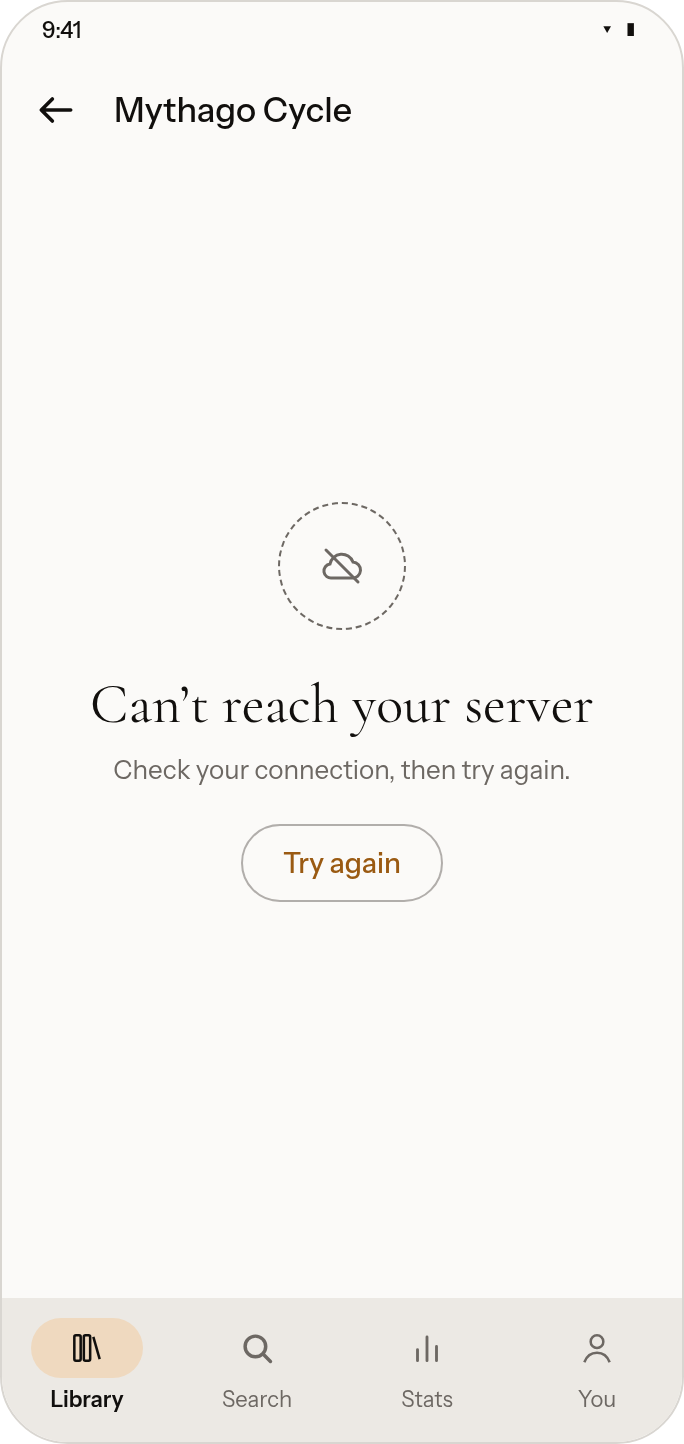 9:41
Mythago Cycle
Can’t reach your server
Check your connection, then try again.
Try again
Library
Search
Stats
You